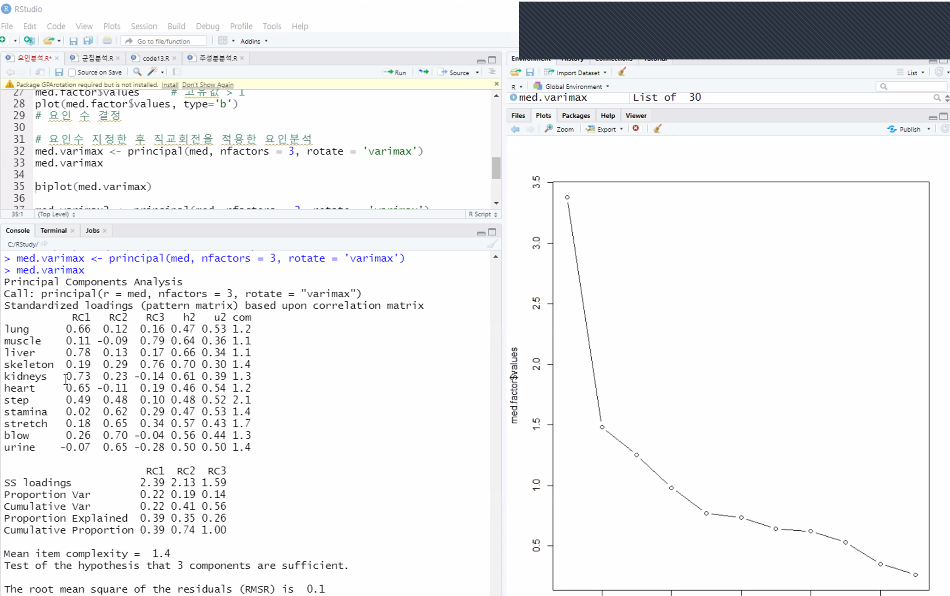 RStudio
File Edit Code View Plots Session Build Debug Profile Tools Help
Go to file/function Addins
요인분석.R* 군집분석.R code13.R 주성분분석.R
Source on Save Run Source
Package GPArotation required but is not installed. Install Don't Show Again
27 med.factor$values # 고유값 > 1
28 plot(med.factor$values, type='b')
29 # 요인 수 결정
30
31 # 요인수 지정한 후 직교회전을 적용한 요인분석
32 med.varimax <- principal(med, nfactors = 3, rotate = 'varimax')
33 med.varimax
34
35 biplot(med.varimax)
36
35:1 (Top Level) R Script
Console Terminal Jobs
C:/RStudy/
> med.varimax <- principal(med, nfactors = 3, rotate = 'varimax')
> med.varimax
Principal Components Analysis
Call: principal(r = med, nfactors = 3, rotate = "varimax")
Standardized loadings (pattern matrix) based upon correlation matrix
RC1 RC2 RC3 h2 u2 com
lung 0.66 0.12 0.16 0.47 0.53 1.2
muscle 0.11 -0.09 0.79 0.64 0.36 1.1
liver 0.78 0.13 0.17 0.66 0.34 1.1
skeleton 0.19 0.29 0.76 0.70 0.30 1.4
kidneys 0.73 0.23 -0.14 0.61 0.39 1.3
heart 0.65 -0.11 0.19 0.46 0.54 1.2
step 0.49 0.48 0.10 0.48 0.52 2.1
stamina 0.02 0.62 0.29 0.47 0.53 1.4
stretch 0.18 0.65 0.34 0.57 0.43 1.7
blow 0.26 0.70 -0.04 0.56 0.44 1.3
urine -0.07 0.65 -0.28 0.50 0.50 1.4
RC1 RC2 RC3
SS loadings 2.39 2.13 1.59
Proportion Var 0.22 0.19 0.14
Cumulative Var 0.22 0.41 0.56
Proportion Explained 0.39 0.35 0.26
Cumulative Proportion 0.39 0.74 1.00
Mean item complexity = 1.4
Test of the hypothesis that 3 components are sufficient.
The root mean square of the residuals (RMSR) is 0.1
Environment History Connections Tutorial
Import Dataset List
R Global Environment
med.varimax List of 30
Files Plots Packages Help Viewer
Zoom Export Publish
med.factor$values
3.5
3.0
2.5
2.0
1.5
1.0
0.5